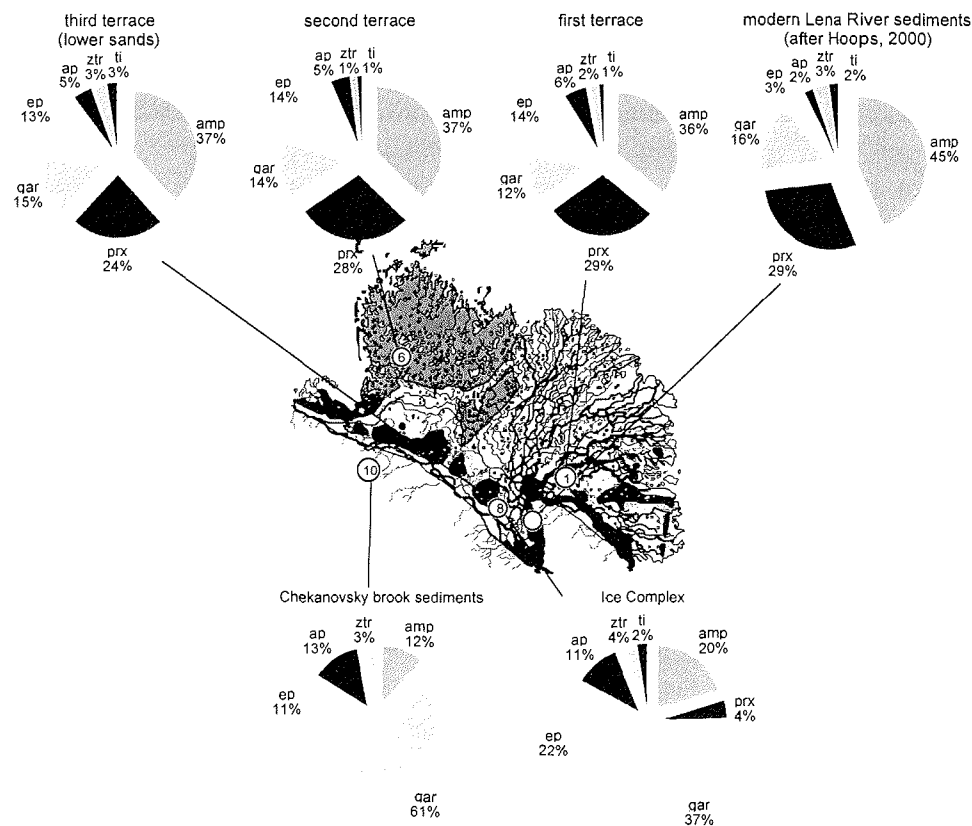 third terrace
(lower sands)
ztr
ti
ap
3%
3%
5%
ep
13%
amp
37%
gar
15%
prx
24%
second terrace
ztr
ti
ap
1%
1%
5%
ep
14%
amp
37%
gar
14%
prx
28%
first terrace
ztr
ti
ap
2%
1%
6%
ep
14%
amp
36%
gar
12%
prx
29%
modern Lena River sediments
(after Hoops, 2000)
ztr
ap
3%
ti
ep
2%
2%
3%
gar
16%
amp
45%
prx
29%
6
10
1
8
Chekanovsky brook sediments
ztr
amp
ap
3%
12%
13%
ep
11%
gar
61%
Ice Complex
ztr
ti
amp
ap
4%
2%
20%
11%
prx
4%
ep
22%
gar
37%